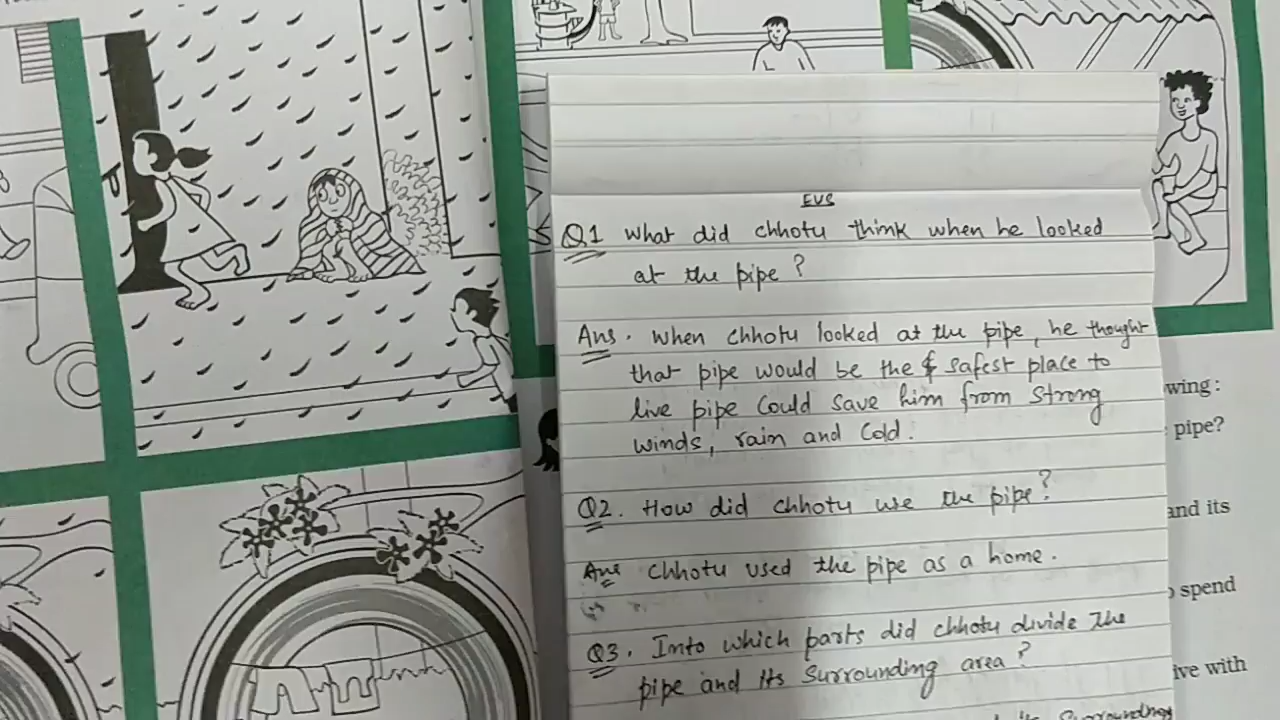 EVS
Q.1 What did chhotu think when he looked
at the pipe?
Ans. When chhotu looked at the pipe, he thought
that pipe would be the safest place to
live pipe could save him from strong
winds, rain and cold.
Q2. How did chhotu use the pipe?
Ans chhotu used the pipe as a home.
Q3. Into which parts did chhotu divide the
pipe and its surrounding area?
surrounding
wing:
pipe?
and its
spend
ive with